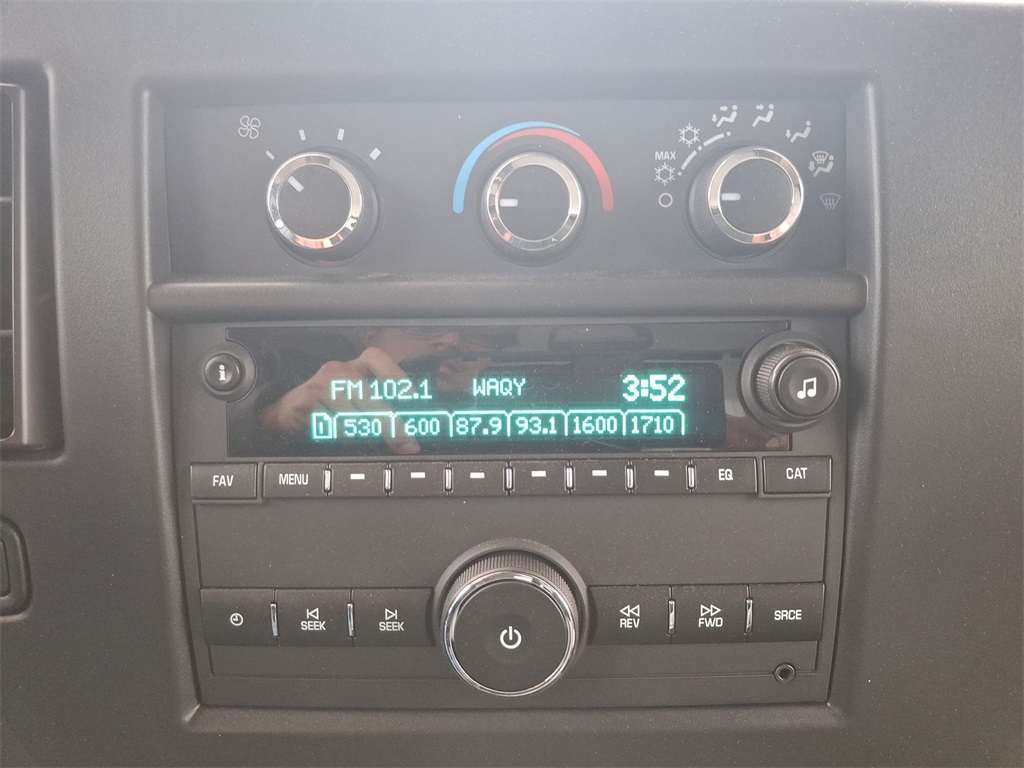 MAX
i
FM 102.1 WAQY 3:52
1 530 600 87.9 93.1 1600 1710
FAV MENU EQ CAT
SEEK SEEK REV FWD SRCE